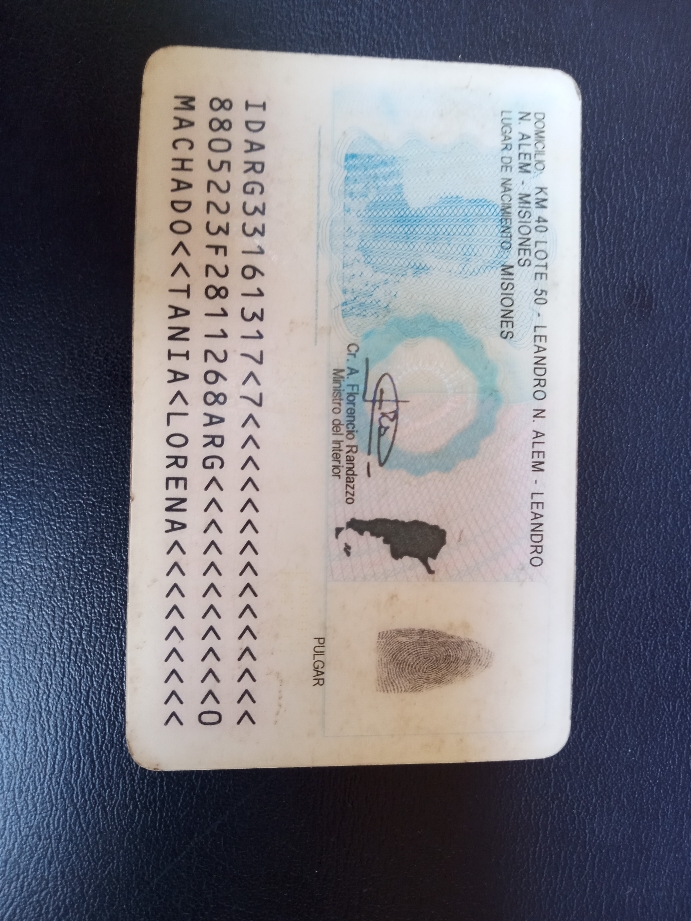 DOMICILIO: KM 40 LOTE 50 - LEANDRO N. ALEM - LEANDRO
N. ALEM - MISIONES
LUGAR DE NACIMIENTO: MISIONES
Cr. A. Florencio Randazzo
Ministro del Interior
PULGAR
IDARG33161317<7<<<<<<<<<<<<<<<
8805223F2811268ARG<<<<<<<<<<<0
MACHADO<<TANIA<LORENA<<<<<<<<<